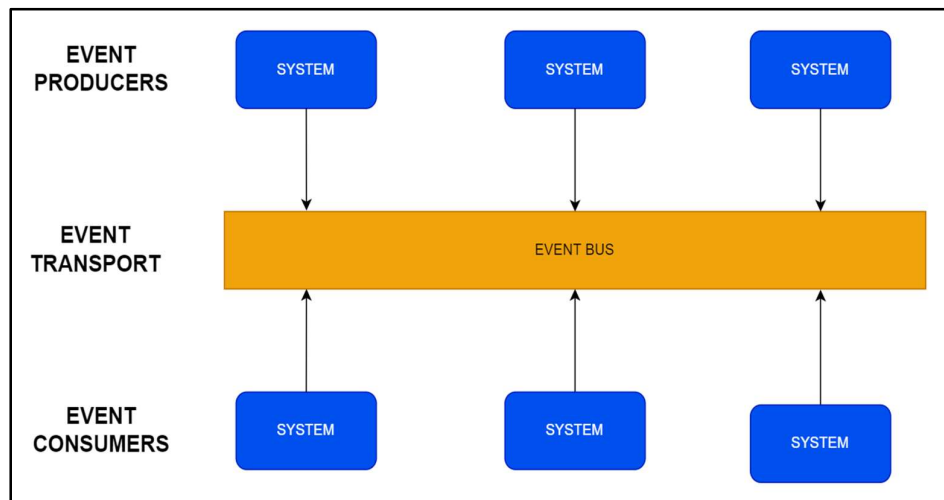 EVENT
PRODUCERS
SYSTEM
SYSTEM
SYSTEM
EVENT
TRANSPORT
EVENT BUS
EVENT
CONSUMERS
SYSTEM
SYSTEM
SYSTEM